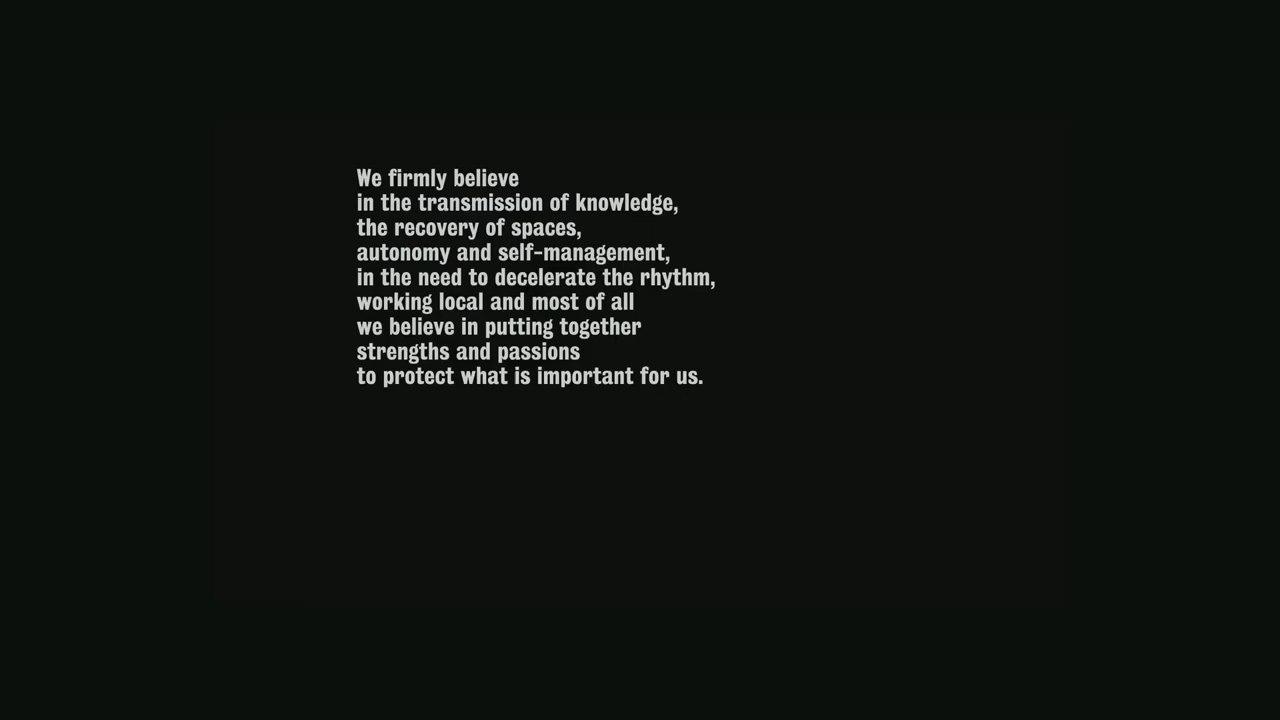 We firmly believe
in the transmission of knowledge,
the recovery of spaces,
autonomy and self-management,
in the need to decelerate the rhythm,
working local and most of all
we believe in putting together
strengths and passions
to protect what is important for us.